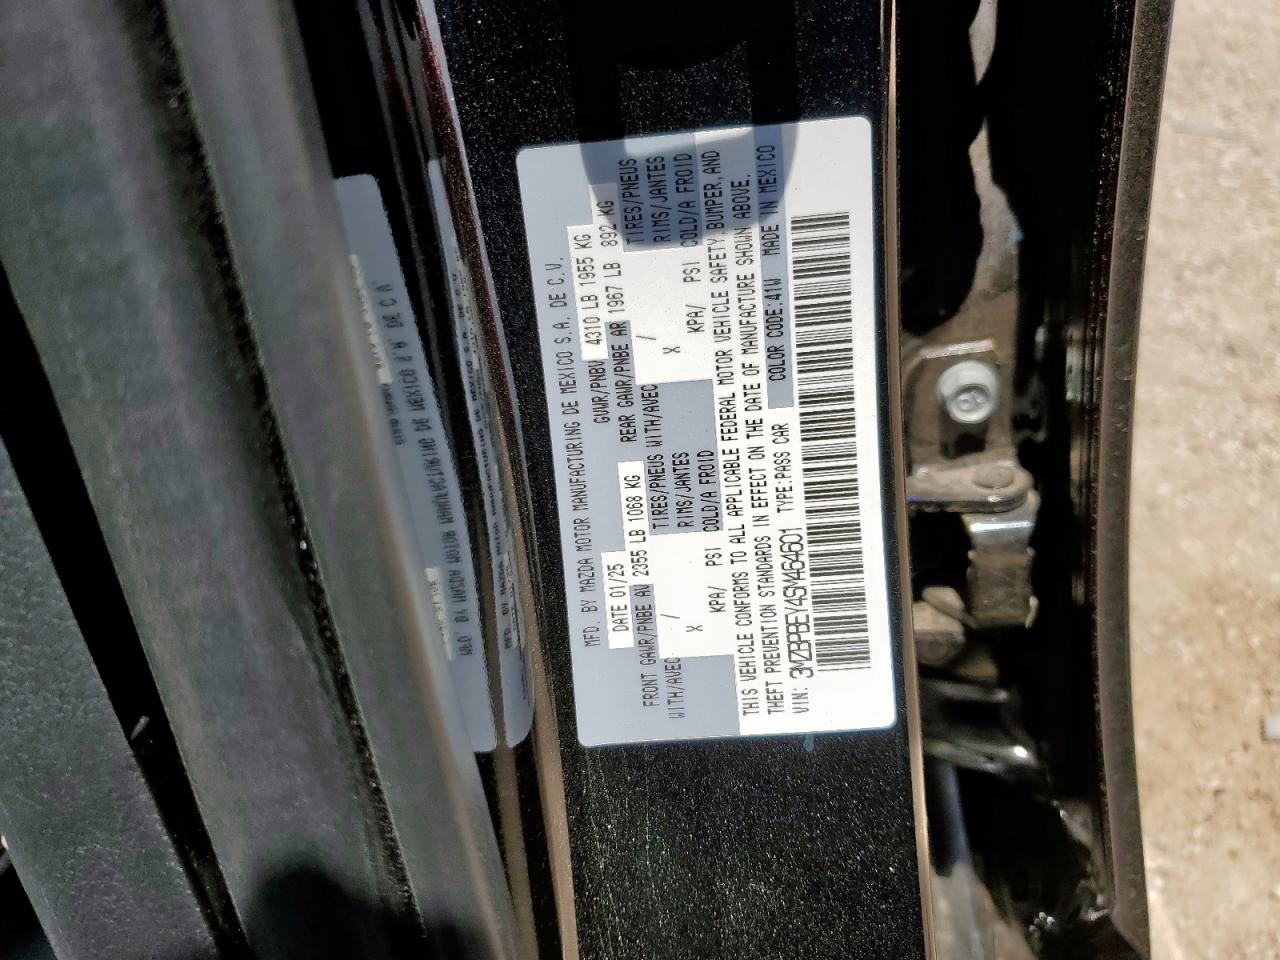 MFD. BY MAZDA MOTOR MANUFACTURING DE MEXICO S.A. DE C.V.
DATE 01/25 GVWR/PNBV 4310 LB 1955 KG
FRONT GAWR/PNBE AV 2355 LB 1068 KG REAR GAWR/PNBE AR 1967 LB 892 KG
WITH/AVEC / TIRES/PNEUS WITH/AVEC / TIRES/PNEUS
X RIMS/JANTES X RIMS/JANTES
KPA/ PSI COLD/A FROID KPA/ PSI COLD/A FROID
THIS VEHICLE CONFORMS TO ALL APPLICABLE FEDERAL MOTOR VEHICLE SAFETY, BUMPER, AND
THEFT PREVENTION STANDARDS IN EFFECT ON THE DATE OF MANUFACTURE SHOWN ABOVE.
VIN: 3MZBPBEY4SM464601 TYPE:PASS CAR COLOR CODE:41W MADE IN MEXICO